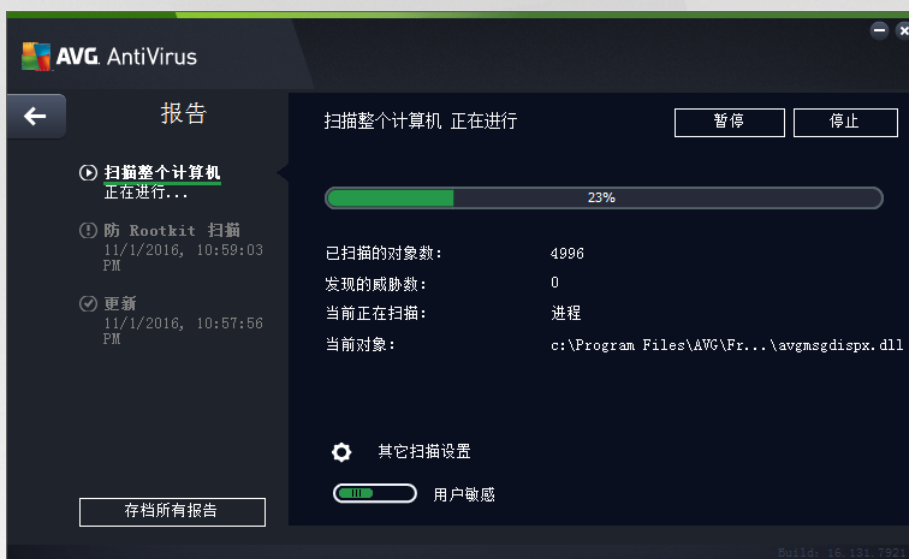 AVG AntiVirus
报告
扫描整个计算机
正在进行...
防 Rootkit 扫描
11/1/2016, 10:59:03
PM
更新
11/1/2016, 10:57:56
PM
存档所有报告
扫描整个计算机 正在进行
暂停
停止
23%
已扫描的对象数: 4996
发现的威胁数: 0
当前正在扫描: 进程
当前对象: c:\Program Files\AVG\Fr...\avgmsgdispx.dll
其它扫描设置
用户敏感
Build: 16.131.7921